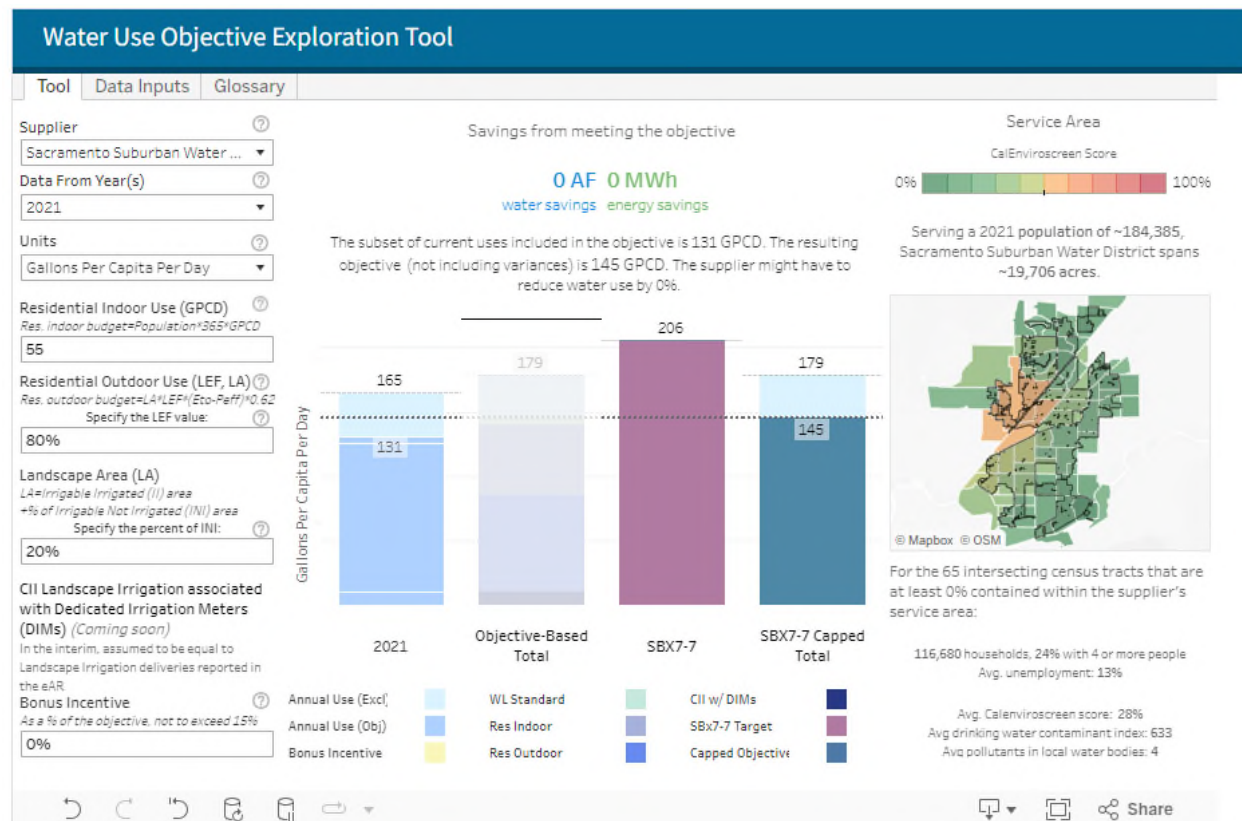 Water Use Objective Exploration Tool
Tool Data Inputs Glossary
Supplier
Sacramento Suburban Water ...
Data From Year(s)
2021
Units
Gallons Per Capita Per Day
Residential Indoor Use (GPCD)
Res. indoor budget=Population*365*GPCD
55
Residential Outdoor Use (LEF, LA)
Res. outdoor budget=LA*LEF*(Eto-Peff)*0.62
Specify the LEF value:
80%
Landscape Area (LA)
LA=Irrigable Irrigated (II) area
+% of Irrigable Not Irrigated (INI) area
Specify the percent of INI:
20%
CII Landscape Irrigation associated
with Dedicated Irrigation Meters
(DIMs) (Coming soon)
In the interim, assumed to be equal to
Landscape Irrigation deliveries reported in
the eAR
Bonus Incentive
As a % of the objective, not to exceed 15%
0%
Savings from meeting the objective
0 AF 0 MWh
water savings energy savings
The subset of current uses included in the objective is 131 GPCD. The resulting
objective (not including variances) is 145 GPCD. The supplier might have to
reduce water use by 0%.
Gallons Per Capita Per Day
165
131
179
206
179
145
2021
Objective-Based
Total
SBX7-7
SBX7-7 Capped
Total
Annual Use (Excl)
WL Standard
CII w/ DIMs
Annual Use (Obj)
Res Indoor
SBx7-7 Target
Bonus Incentive
Res Outdoor
Capped Objective
Service Area
CalEnviroscreen Score
0% 100%
Serving a 2021 population of ~184,385,
Sacramento Suburban Water District spans
~19,706 acres.
© Mapbox © OSM
For the 65 intersecting census tracts that are
at least 0% contained within the supplier's
service area:
116,680 households, 24% with 4 or more people
Avg. unemployment: 13%
Avg. Calenviroscreen score: 28%
Avg drinking water contaminant index: 633
Avg pollutants in local water bodies: 4
Share